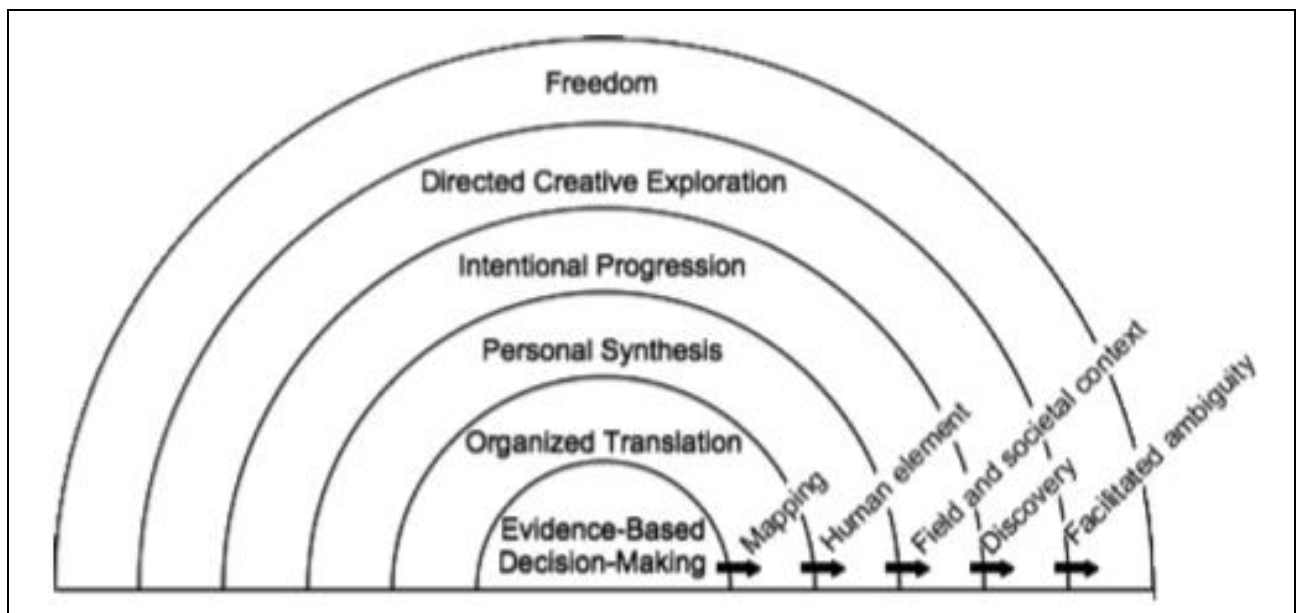 Freedom
Directed Creative Exploration
Intentional Progression
Personal Synthesis
Organized Translation
Evidence-Based
Decision-Making
Mapping
Human element
Field and societal context
Discovery
Facilitated ambiguity